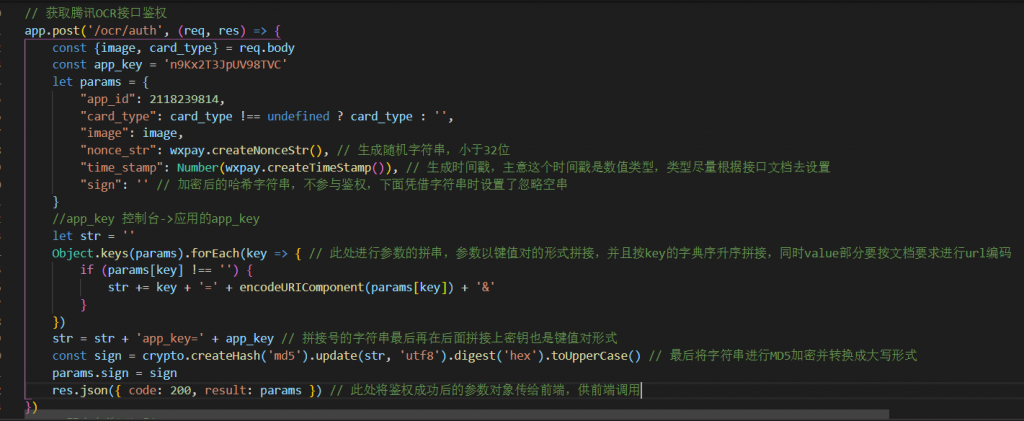 // 获取腾讯OCR接口鉴权
app.post('/ocr/auth', (req, res) => {
    const {image, card_type} = req.body
    const app_key = 'n9Kx2T3JpUV98TVC'
    let params = {
        "app_id": 2118239814,
        "card_type": card_type !== undefined ? card_type : '',
        "image": image,
        "nonce_str": wxpay.createNonceStr(), // 生成随机字符串，小于32位
        "time_stamp": Number(wxpay.createTimeStamp()), // 生成时间戳，主意这个时间戳是数值类型，类型尽量根据接口文档去设置
        "sign": '' // 加密后的哈希字符串，不参与鉴权，下面凭借字符串时设置了忽略空串
    }
    //app_key 控制台->应用的app_key
    let str = ''
    Object.keys(params).forEach(key => { // 此处进行参数的拼串，参数以键值对的形式拼接，并且按key的字典序升序拼接，同时value部分要按文档要求进行url编码
        if (params[key] !== '') {
            str += key + '=' + encodeURIComponent(params[key]) + '&'
        }
    })
    str = str + 'app_key=' + app_key // 拼接号的字符串最后再在后面拼接上密钥也是键值对形式
    const sign = crypto.createHash('md5').update(str, 'utf8').digest('hex').toUpperCase() // 最后将字符串进行MD5加密并转换成大写形式
    params.sign = sign
    res.json({ code: 200, result: params }) // 此处将鉴权成功后的参数对象传给前端，供前端调用
})